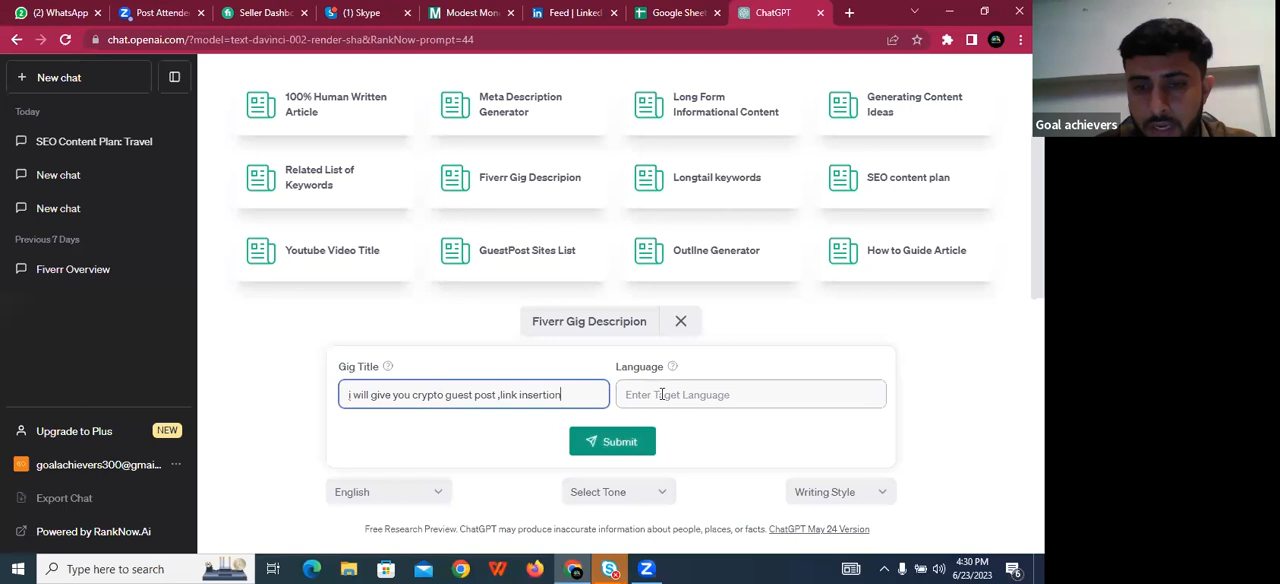 (2) WhatsApp
Post Attende
Seller Dashb
(1) Skype
Modest Mon
Feed | Linked
Google Sheet
ChatGPT
chat.openai.com/?model=text-davinci-002-render-sha&RankNow-prompt=44
New chat
Today
SEO Content Plan: Travel
New chat
New chat
Previous 7 Days
Fiverr Overview
Upgrade to Plus
NEW
goalachievers300@gmai...
Export Chat
Powered by RankNow.Ai
100% Human Written
Article
Meta Description
Generator
Long Form
Informational Content
Generating Content
Ideas
Related List of
Keywords
Fiverr Gig Descripion
Longtail keywords
SEO content plan
Youtube Video Title
GuestPost Sites List
Outline Generator
How to Guide Article
Fiverr Gig Descripion
Gig Title
Language
i will give you crypto guest post ,link insertion
Enter Target Language
Submit
English
Select Tone
Writing Style
Free Research Preview. ChatGPT may produce inaccurate information about people, places, or facts. ChatGPT May 24 Version
Goal achievers
Type here to search
4:30 PM
6/23/2023
6